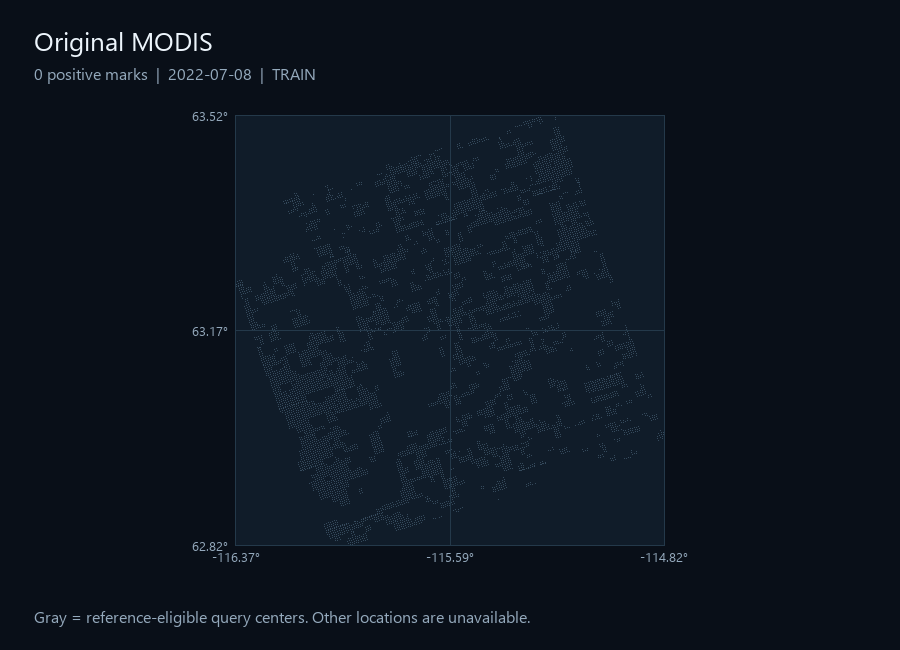 Original MODIS
0 positive marks | 2022-07-08 | TRAIN
63.52°
63.17°
62.82°
-116.37°
-115.59°
-114.82°
Gray = reference-eligible query centers. Other locations are unavailable.